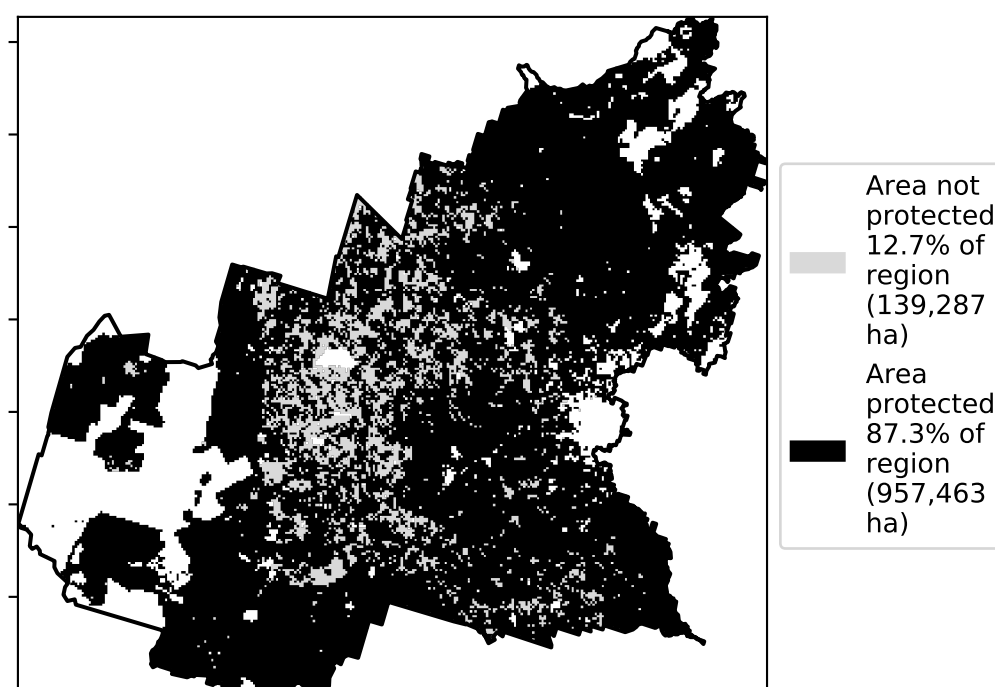 Area not
protected
12.7% of
region
(139,287
ha)
Area
protected
87.3% of
region
(957,463
ha)